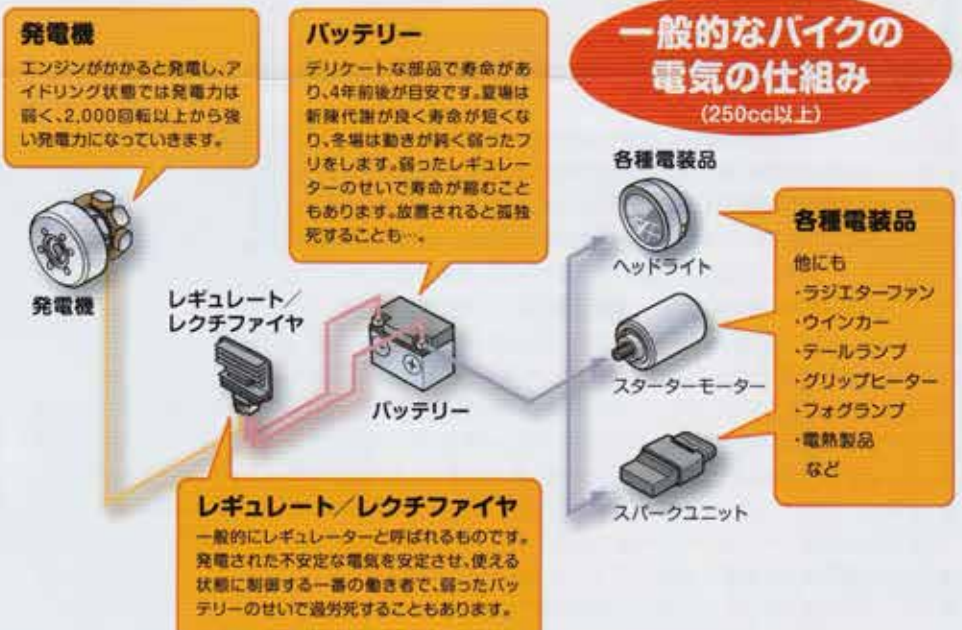 一般的なバイクの
電気の仕組み
(250cc以上)
発電機
エンジンがかかると発電し、ア
イドリング状態では発電力は
弱く、2,000回転以上から強
い発電力になっていきます。
発電機
バッテリー
デリケートな部品で寿命があ
り、4年前後が目安です。夏場は
新陳代謝が良く寿命が短くな
り、冬場は動きが鈍く弱ったフ
リをします。弱ったレギュレー
ターのせいで寿命が縮むこと
もあります。放置されると孤独
死することも…。
レギュレート/
レクチファイヤ
バッテリー
各種電装品
ヘッドライト
スターターモーター
スパークユニット
各種電装品
他にも
・ラジエターファン
・ウインカー
・テールランプ
・グリップヒーター
・フォグランプ
・電熱製品
など
レギュレート/レクチファイヤ
一般的にレギュレーターと呼ばれるものです。
発電された不安定な電気を安定させ、使える
状態に制御する一番の働き者で、弱ったバッ
テリーのせいで過労死することもあります。